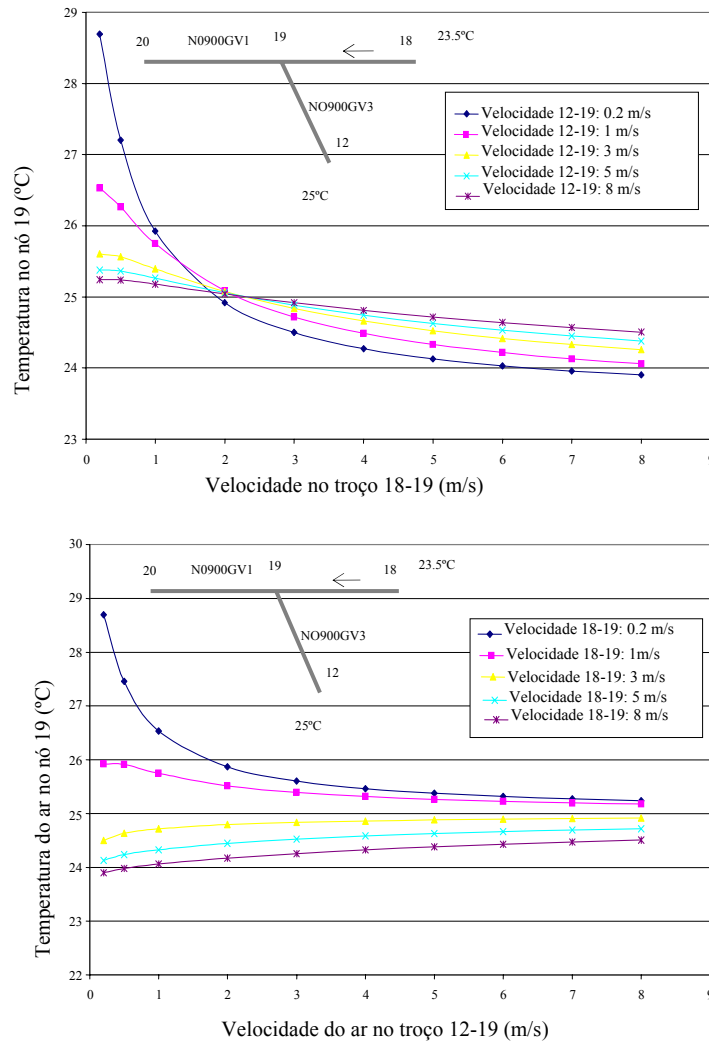 29
28
27
26
25
24
23
0 1 2 3 4 5 6 7 8 9
Temperatura no nó 19 (ºC)
Velocidade no troço 18-19 (m/s)
20 N0900GV1 19 18 23.5ºC
NO900GV3
12
25ºC
Velocidade 12-19: 0.2 m/s
Velocidade 12-19: 1 m/s
Velocidade 12-19: 3 m/s
Velocidade 12-19: 5 m/s
Velocidade 12-19: 8 m/s
30
29
28
27
26
25
24
23
22
0 1 2 3 4 5 6 7 8 9
Temperatura do ar no nó 19 (ºC)
Velocidade do ar no troço 12-19 (m/s)
20 N0900GV1 19 18 23.5ºC
NO900GV3
12
25ºC
Velocidade 18-19: 0.2 m/s
Velocidade 18-19: 1m/s
Velocidade 18-19: 3 m/s
Velocidade 18-19: 5 m/s
Velocidade 18-19: 8 m/s